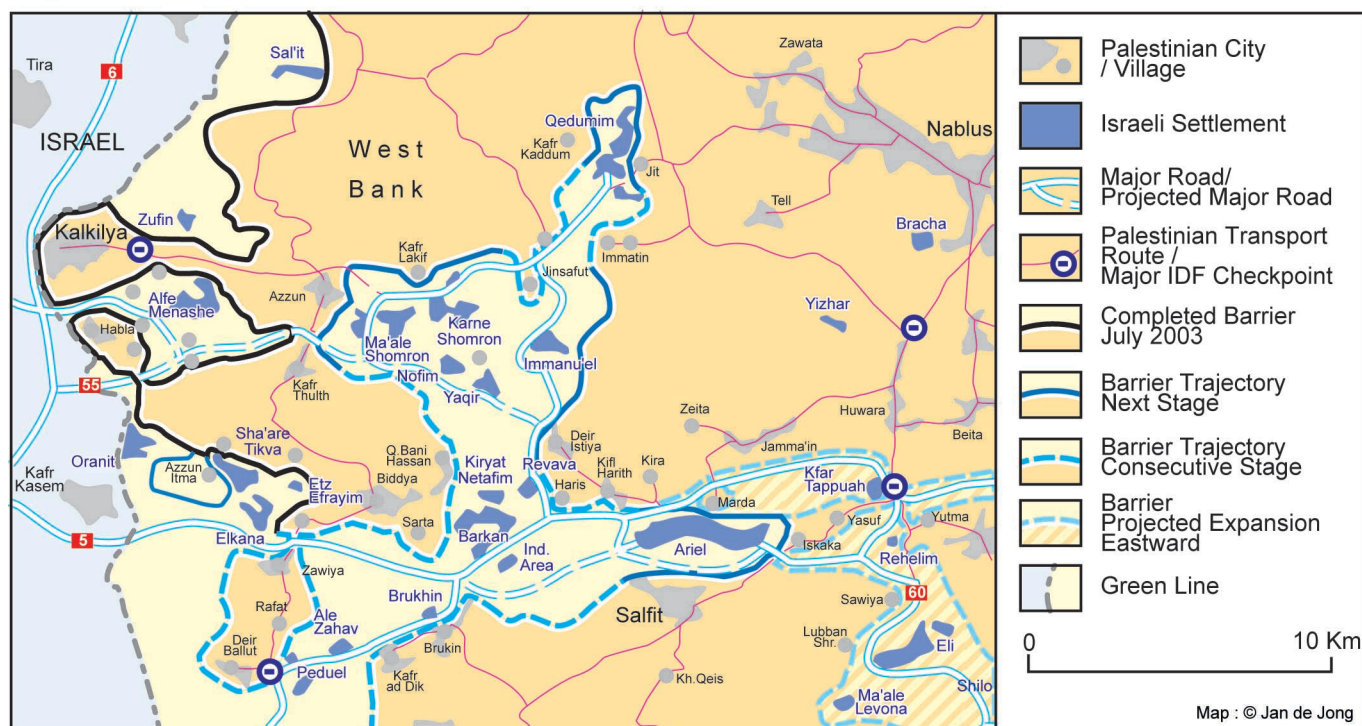 Tira
6
Sal'it
ISRAEL
West
Bank
Zawata
Nablus
Qedumim
Kafr
Kaddum
Jit
Tell
Bracha
Zufin
Kalkilya
Kafr
Lakif
Immatin
Jinsafut
Azzun
Alfe
Menashe
Habla
Yizhar
Karne
Shomron
Ma'ale
Shomron
Nofim
Immanu'el
Yaqir
55
Kafr
Thulth
Zeita
Huwara
Beita
Jamma'in
Sha'are
Tikva
Oranit
Azzun
Itma
Q.Bani
Hassan
Biddya
Deir
Istiya
Kifl
Harith
Kira
Kiryat
Netafim
Revava
Haris
Etz
Efrayim
Kafr
Kasem
Kfar
Tappuah
Marda
Sarta
Yasuf
Yutma
5
Elkana
Barkan
Ind.
Area
Ariel
Iskaka
Rehelim
Zawiya
60
Rafat
Ale
Zahav
Brukhin
Salfit
Sawiya
Deir
Ballut
Peduel
Brukin
Kafr
ad Dik
Kh.Qeis
Lubban
Shr.
Eli
Ma'ale
Levona
Shilo
Palestinian City
/ Village
Israeli Settlement
Major Road/
Projected Major Road
Palestinian Transport
Route /
Major IDF Checkpoint
Completed Barrier
July 2003
Barrier Trajectory
Next Stage
Barrier Trajectory
Consecutive Stage
Barrier
Projected Expansion
Eastward
Green Line
0 10 Km
Map : © Jan de Jong